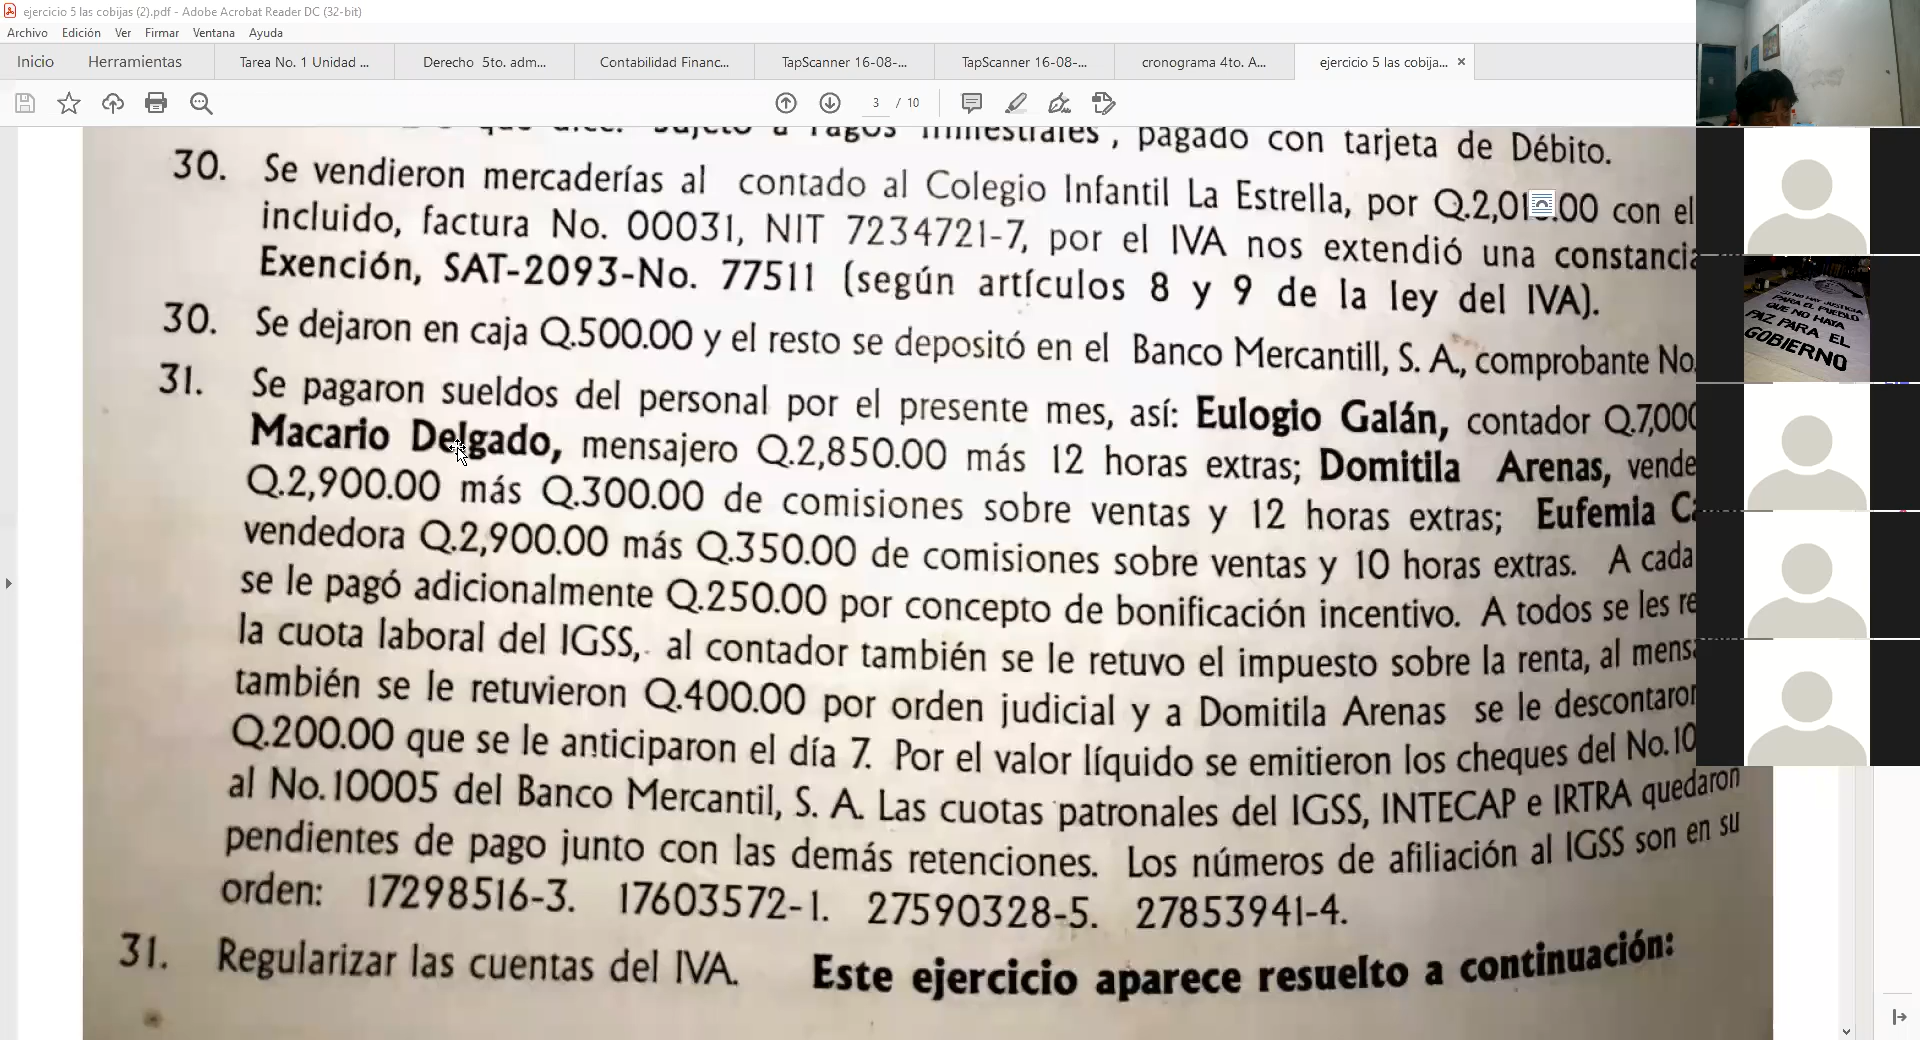 ejercicio 5 las cobijas (2).pdf - Adobe Acrobat Reader DC (32-bit)
Archivo Edición Ver Firmar Ventana Ayuda
Inicio Herramientas Tarea No. 1 Unidad ... Derecho 5to. adm... Contabilidad Financ... TapScanner 16-08-... TapScanner 16-08-... cronograma 4to. A... ejercicio 5 las cobija... ×
3 / 10
, pagado con tarjeta de Débito.
30. Se vendieron mercaderías al contado al Colegio Infantil La Estrella, por con el
incluido, factura No. 00031, NIT 7234721-7, por el IVA nos extendió una constancia
Exención, SAT-2093-No. 77511 (según artículos 8 y 9 de la ley del IVA).
30. Se dejaron en caja Q.500.00 y el resto se depositó en el Banco Mercantill, S. A., comprobante No.
31. Se pagaron sueldos del personal por el presente mes, así: Eulogio Galán, contador Q.7,000
Macario Delgado, mensajero Q.2,850.00 más 12 horas extras; Domitila Arenas, vende
Q.2,900.00 más Q.300.00 de comisiones sobre ventas y 12 horas extras; Eufemia
vendedora Q.2,900.00 más Q.350.00 de comisiones sobre ventas y 10 horas extras. A cada
se le pagó adicionalmente Q.250.00 por concepto de bonificación incentivo. A todos se les re
la cuota laboral del IGSS, al contador también se le retuvo el impuesto sobre la renta, al mens
también se le retuvieron Q.400.00 por orden judicial y a Domitila Arenas se le descontaron
Q.200.00 que se le anticiparon el día 7. Por el valor líquido se emitieron los cheques del No.10
al No.10005 del Banco Mercantil, S. A. Las cuotas patronales del IGSS, INTECAP e IRTRA quedaron
pendientes de pago junto con las demás retenciones. Los números de afiliación al IGSS son en su
orden: 17298516-3. 17603572-1. 27590328-5. 27853941-4.
31. Regularizar las cuentas del IVA. Este ejercicio aparece resuelto a continuación:
SI NO HAY JUSTICIA
PARA EL PUEBLO
QUE NO HAYA
PAZ PARA EL
GOBIERNO